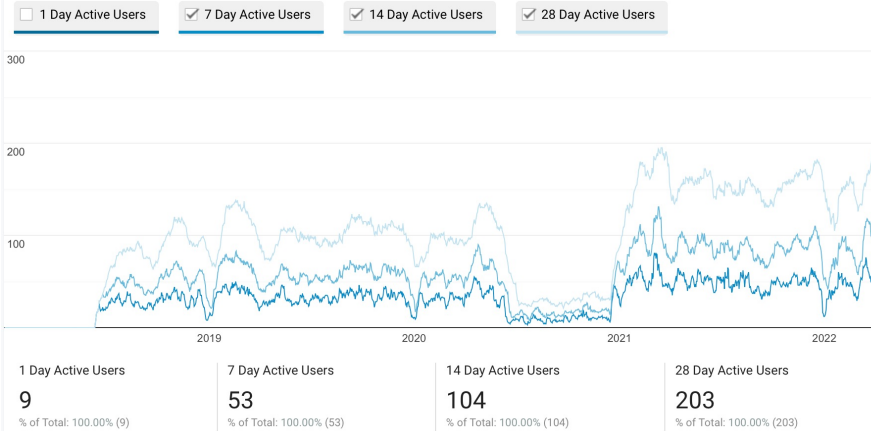 1 Day Active Users 7 Day Active Users 14 Day Active Users 28 Day Active Users
300
200
100
2019 2020 2021 2022
1 Day Active Users 7 Day Active Users 14 Day Active Users 28 Day Active Users
9 53 104 203
% of Total: 100.00% (9) % of Total: 100.00% (53) % of Total: 100.00% (104) % of Total: 100.00% (203)